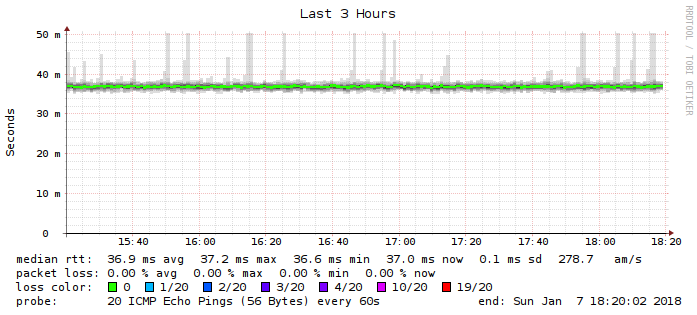 Last 3 Hours
RRDTOOL / TOBI OETIKER
Seconds
50 m
40 m
30 m
20 m
10 m
0
15:40 16:00 16:20 16:40 17:00 17:20 17:40 18:00 18:20
median rtt: 36.9 ms avg 37.2 ms max 36.6 ms min 37.0 ms now 0.1 ms sd 278.7 am/s
packet loss: 0.00 % avg 0.00 % max 0.00 % min 0.00 % now
loss color: 0 1/20 2/20 3/20 4/20 10/20 19/20
probe: 20 ICMP Echo Pings (56 Bytes) every 60s end: Sun Jan 7 18:20:02 2018